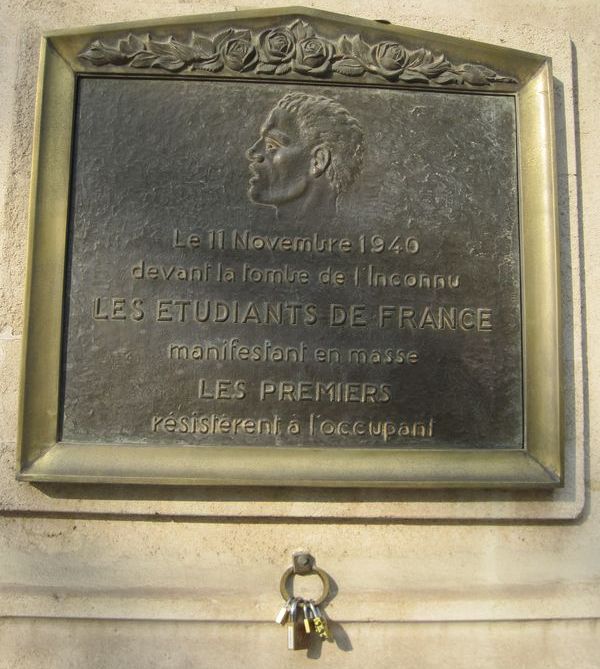 Le 11 Novembre 1940
devant la tombe de l'Inconnu
LES ETUDIANTS DE FRANCE
manifestant en masse
LES PREMIERS
résistèrent à l'occupant